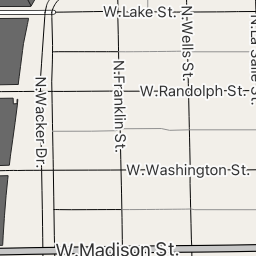 W. Lake St.
N. Wells St.
N. La Salle St.
W. Randolph St.
N. Franklin St.
N. Wacker Dr.
W. Washington St.
W. Madison St.